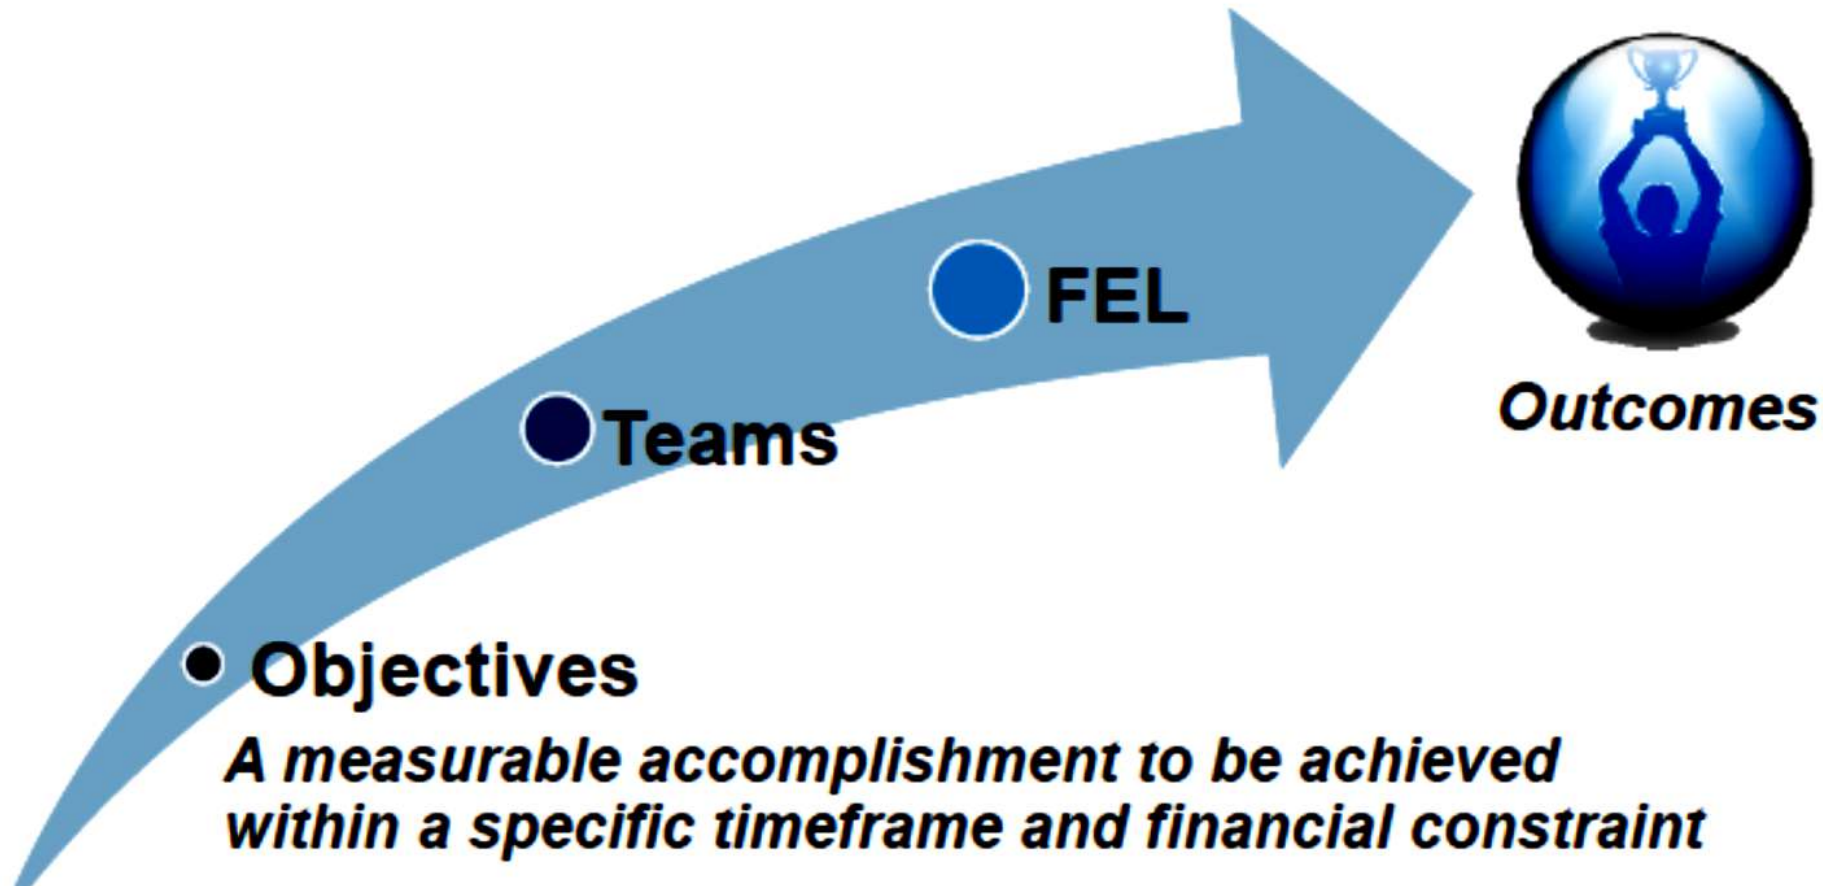 FEL
Outcomes
Teams
Objectives
A measurable accomplishment to be achieved
within a specific timeframe and financial constraint